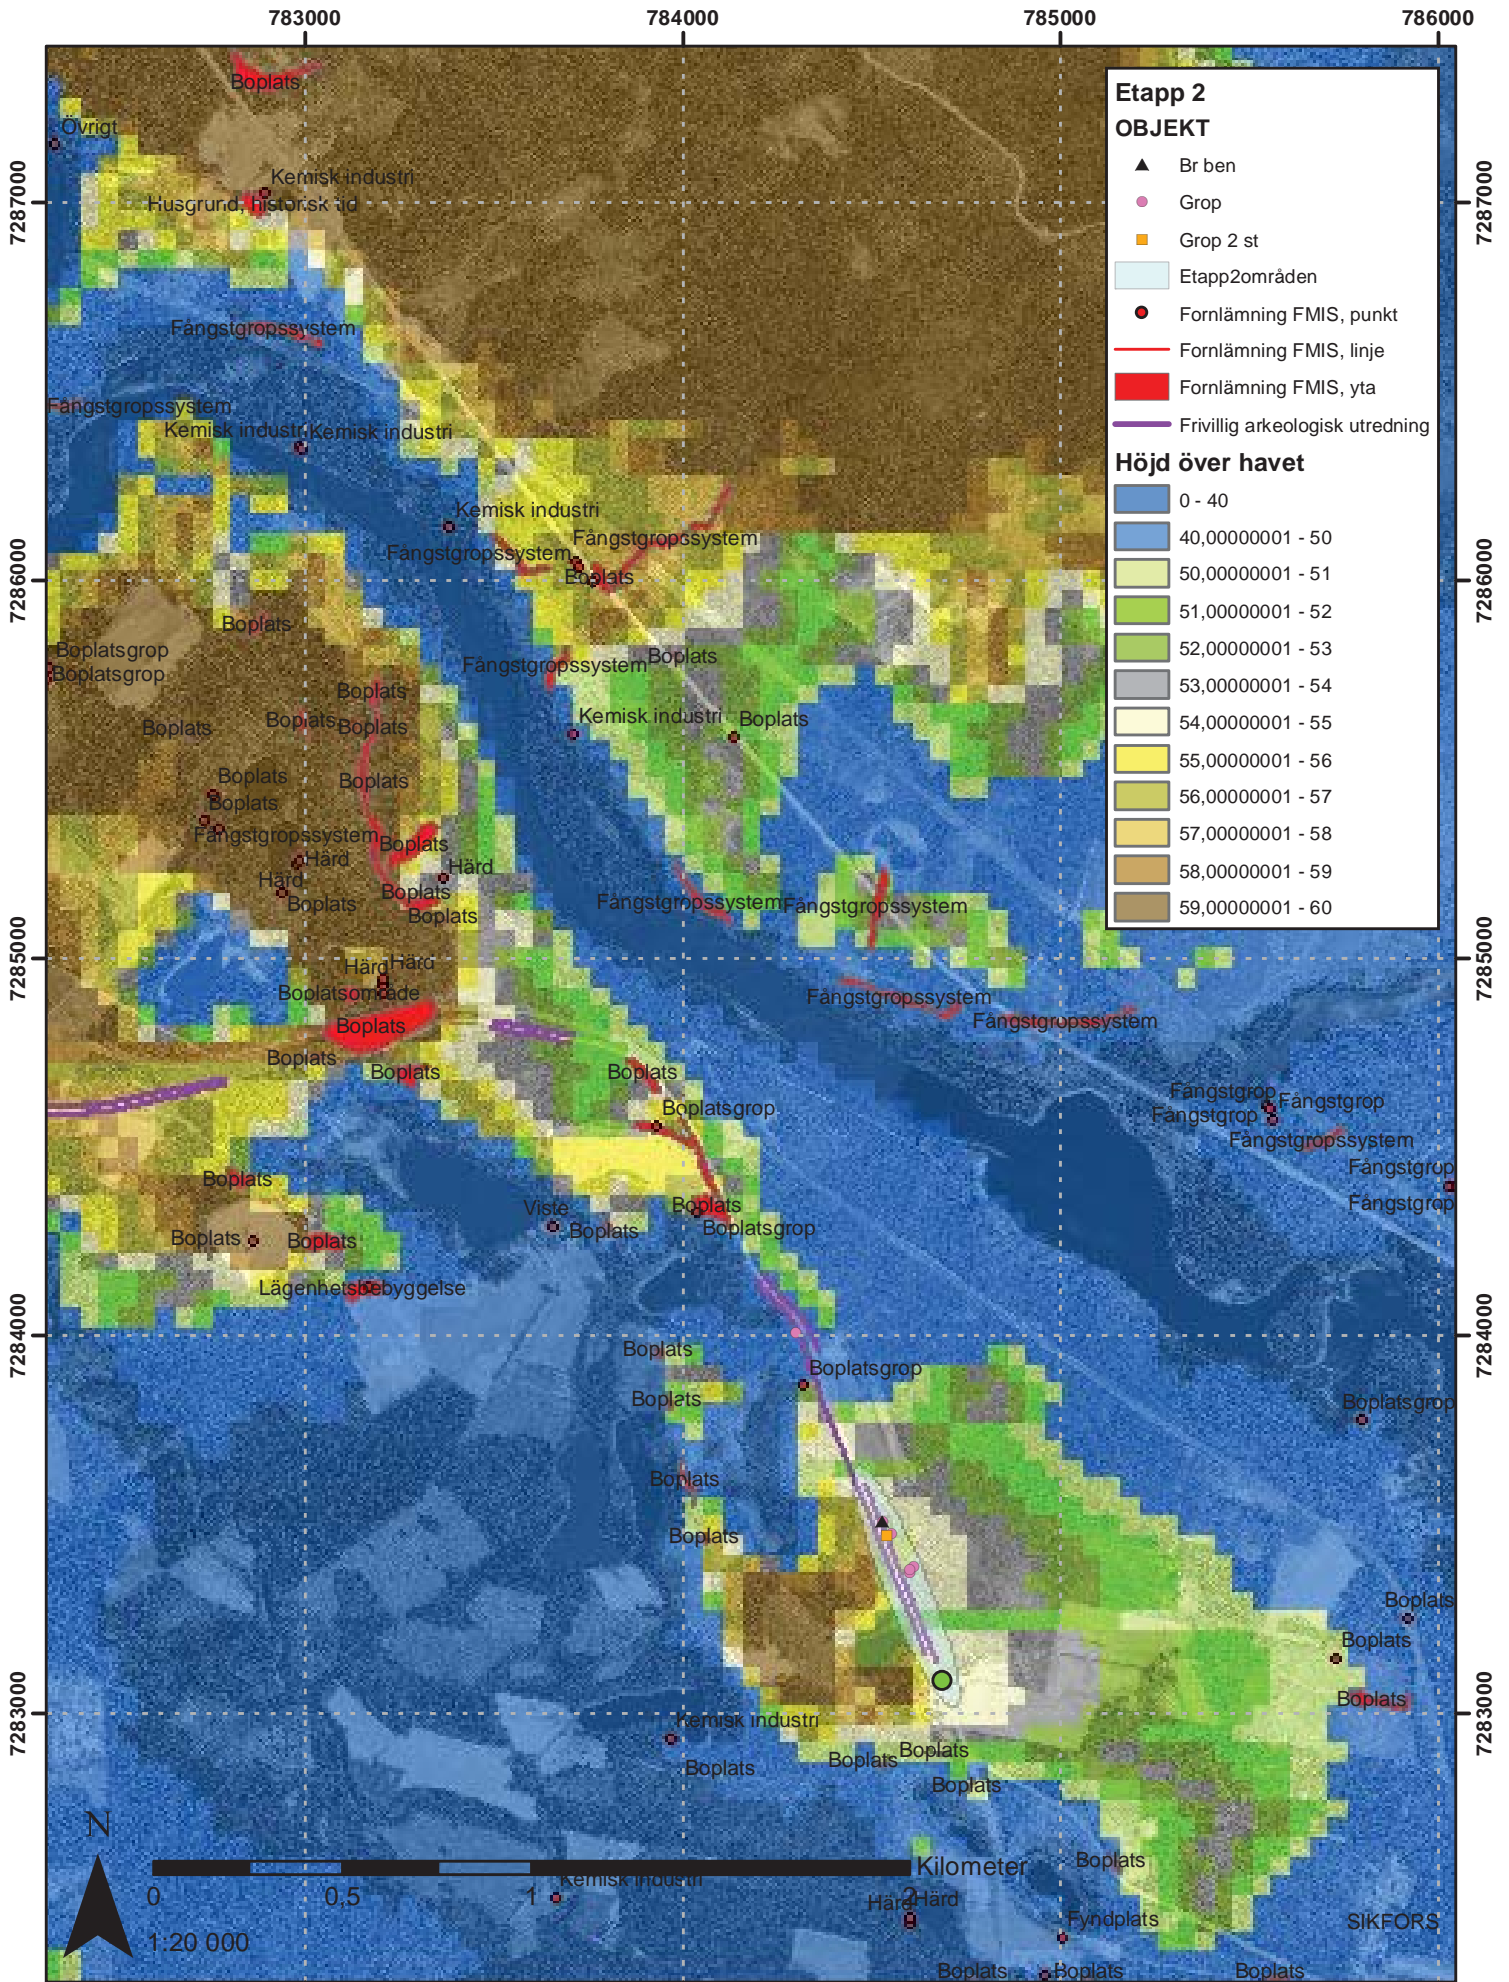 783000
784000
785000
786000
Etapp 2
OBJEKT
Br ben
Grop
Grop 2 st
Etapp2områden
Fornlämning FMIS, punkt
Fornlämning FMIS, linje
Fornlämning FMIS, yta
Frivillig arkeologisk utredning
Höjd över havet
0 - 40
40,00000001 - 50
50,00000001 - 51
51,00000001 - 52
52,00000001 - 53
53,00000001 - 54
54,00000001 - 55
55,00000001 - 56
56,00000001 - 57
57,00000001 - 58
58,00000001 - 59
59,00000001 - 60
Boplats
Övrigt
Kemisk industri
7287000
Husgrund, historisk tid
7287000
Fångstgropssystem
Fångstgropssystem
Kemisk industri
Kemisk industri
Kemisk industri
Fångstgropssystem
Fångstgropssystem
7286000
Boplats
7286000
Boplats
Boplatsgrop
Boplats
Fångstgropssystem
Boplatsgrop
Boplats
Boplats
Boplats
Boplats
Kemisk industri
Boplats
Boplats
Boplats
Boplats
Fångstgropssystem
Boplats
Härd
Härd
Härd
Boplats
Boplats
Fångstgropssystem
Fångstgropssystem
Boplats
7285000
Härd
Härd
7285000
Boplatsområde
Fångstgropssystem
Boplats
Fångstgropssystem
Boplats
Boplats
Boplats
Fångstgrop
Fångstgrop
Boplatsgrop
Fångstgrop
Fångstgropssystem
Boplats
Fångstgrop
Viste
Boplats
Fångstgrop
Boplats
Boplats
Boplats
Boplatsgrop
Lägenhetsbebyggelse
7284000
Boplats
7284000
Boplatsgrop
Boplats
Boplatsgrop
Boplats
Boplats
Boplats
Boplats
7283000
Kemisk industri
Boplats
7283000
Boplats
Boplats
Boplats
Boplats
N
Boplats
Kilometer
Kemisk industri
0
0,5
1
2
Härd
Härd
Fyndplats
SIKFORS
1:20 000
Boplats
Boplats
Boplats